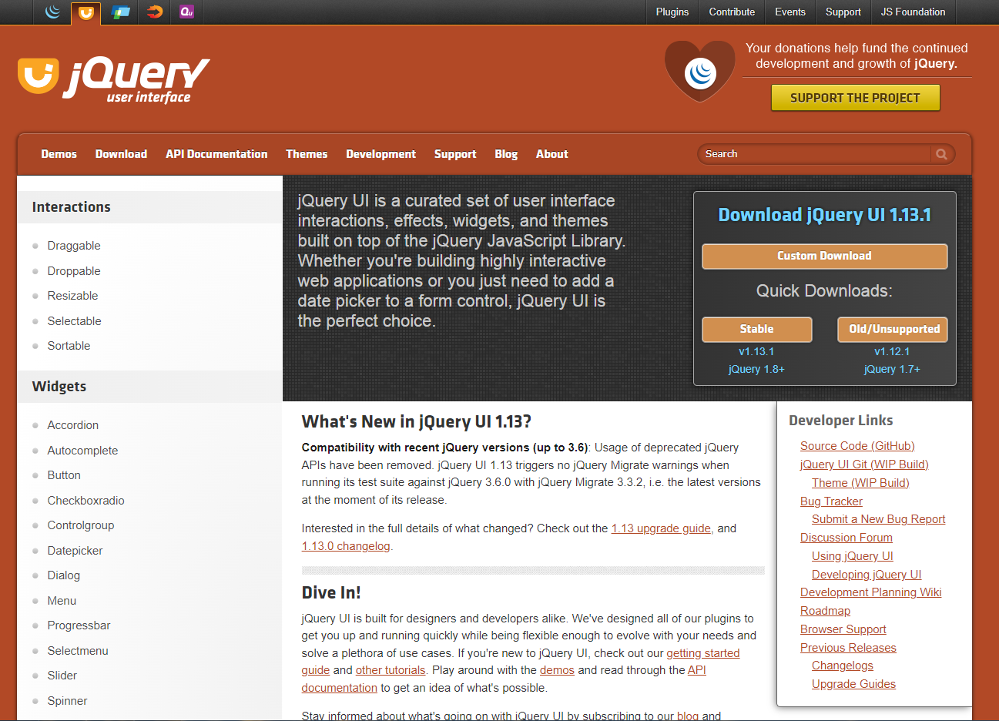 Plugins
Contribute
Events
Support
JS Foundation
Qu
jQuery
user interface
Your donations help fund the continued
development and growth of jQuery.
SUPPORT THE PROJECT
Demos
Download
API Documentation
Themes
Development
Support
Blog
About
Search
Interactions
Draggable
Droppable
Resizable
Selectable
Sortable
Widgets
Accordion
Autocomplete
Button
Checkboxradio
Controlgroup
Datepicker
Dialog
Menu
Progressbar
Selectmenu
Slider
Spinner
jQuery UI is a curated set of user interface
interactions, effects, widgets, and themes
built on top of the jQuery JavaScript Library.
Whether you're building highly interactive
web applications or you just need to add a
date picker to a form control, jQuery UI is
the perfect choice.
Download jQuery UI 1.13.1
Custom Download
Quick Downloads:
Stable
v1.13.1
jQuery 1.8+
Old/Unsupported
v1.12.1
jQuery 1.7+
What's New in jQuery UI 1.13?
Compatibility with recent jQuery versions (up to 3.6): Usage of deprecated jQuery
APIs have been removed. jQuery UI 1.13 triggers no jQuery Migrate warnings when
running its test suite against jQuery 3.6.0 with jQuery Migrate 3.3.2, i.e. the latest versions
at the moment of its release.
Interested in the full details of what changed? Check out the 1.13 upgrade guide, and
1.13.0 changelog.
Dive In!
jQuery UI is built for designers and developers alike. We've designed all of our plugins to
get you up and running quickly while being flexible enough to evolve with your needs and
solve a plethora of use cases. If you're new to jQuery UI, check out our getting started
guide and other tutorials. Play around with the demos and read through the API
documentation to get an idea of what's possible.
Stay informed about what's going on with jQuery UI by subscribing to our blog and
Developer Links
Source Code (GitHub)
jQuery UI Git (WIP Build)
Theme (WIP Build)
Bug Tracker
Submit a New Bug Report
Discussion Forum
Using jQuery UI
Developing jQuery UI
Development Planning Wiki
Roadmap
Browser Support
Previous Releases
Changelogs
Upgrade Guides